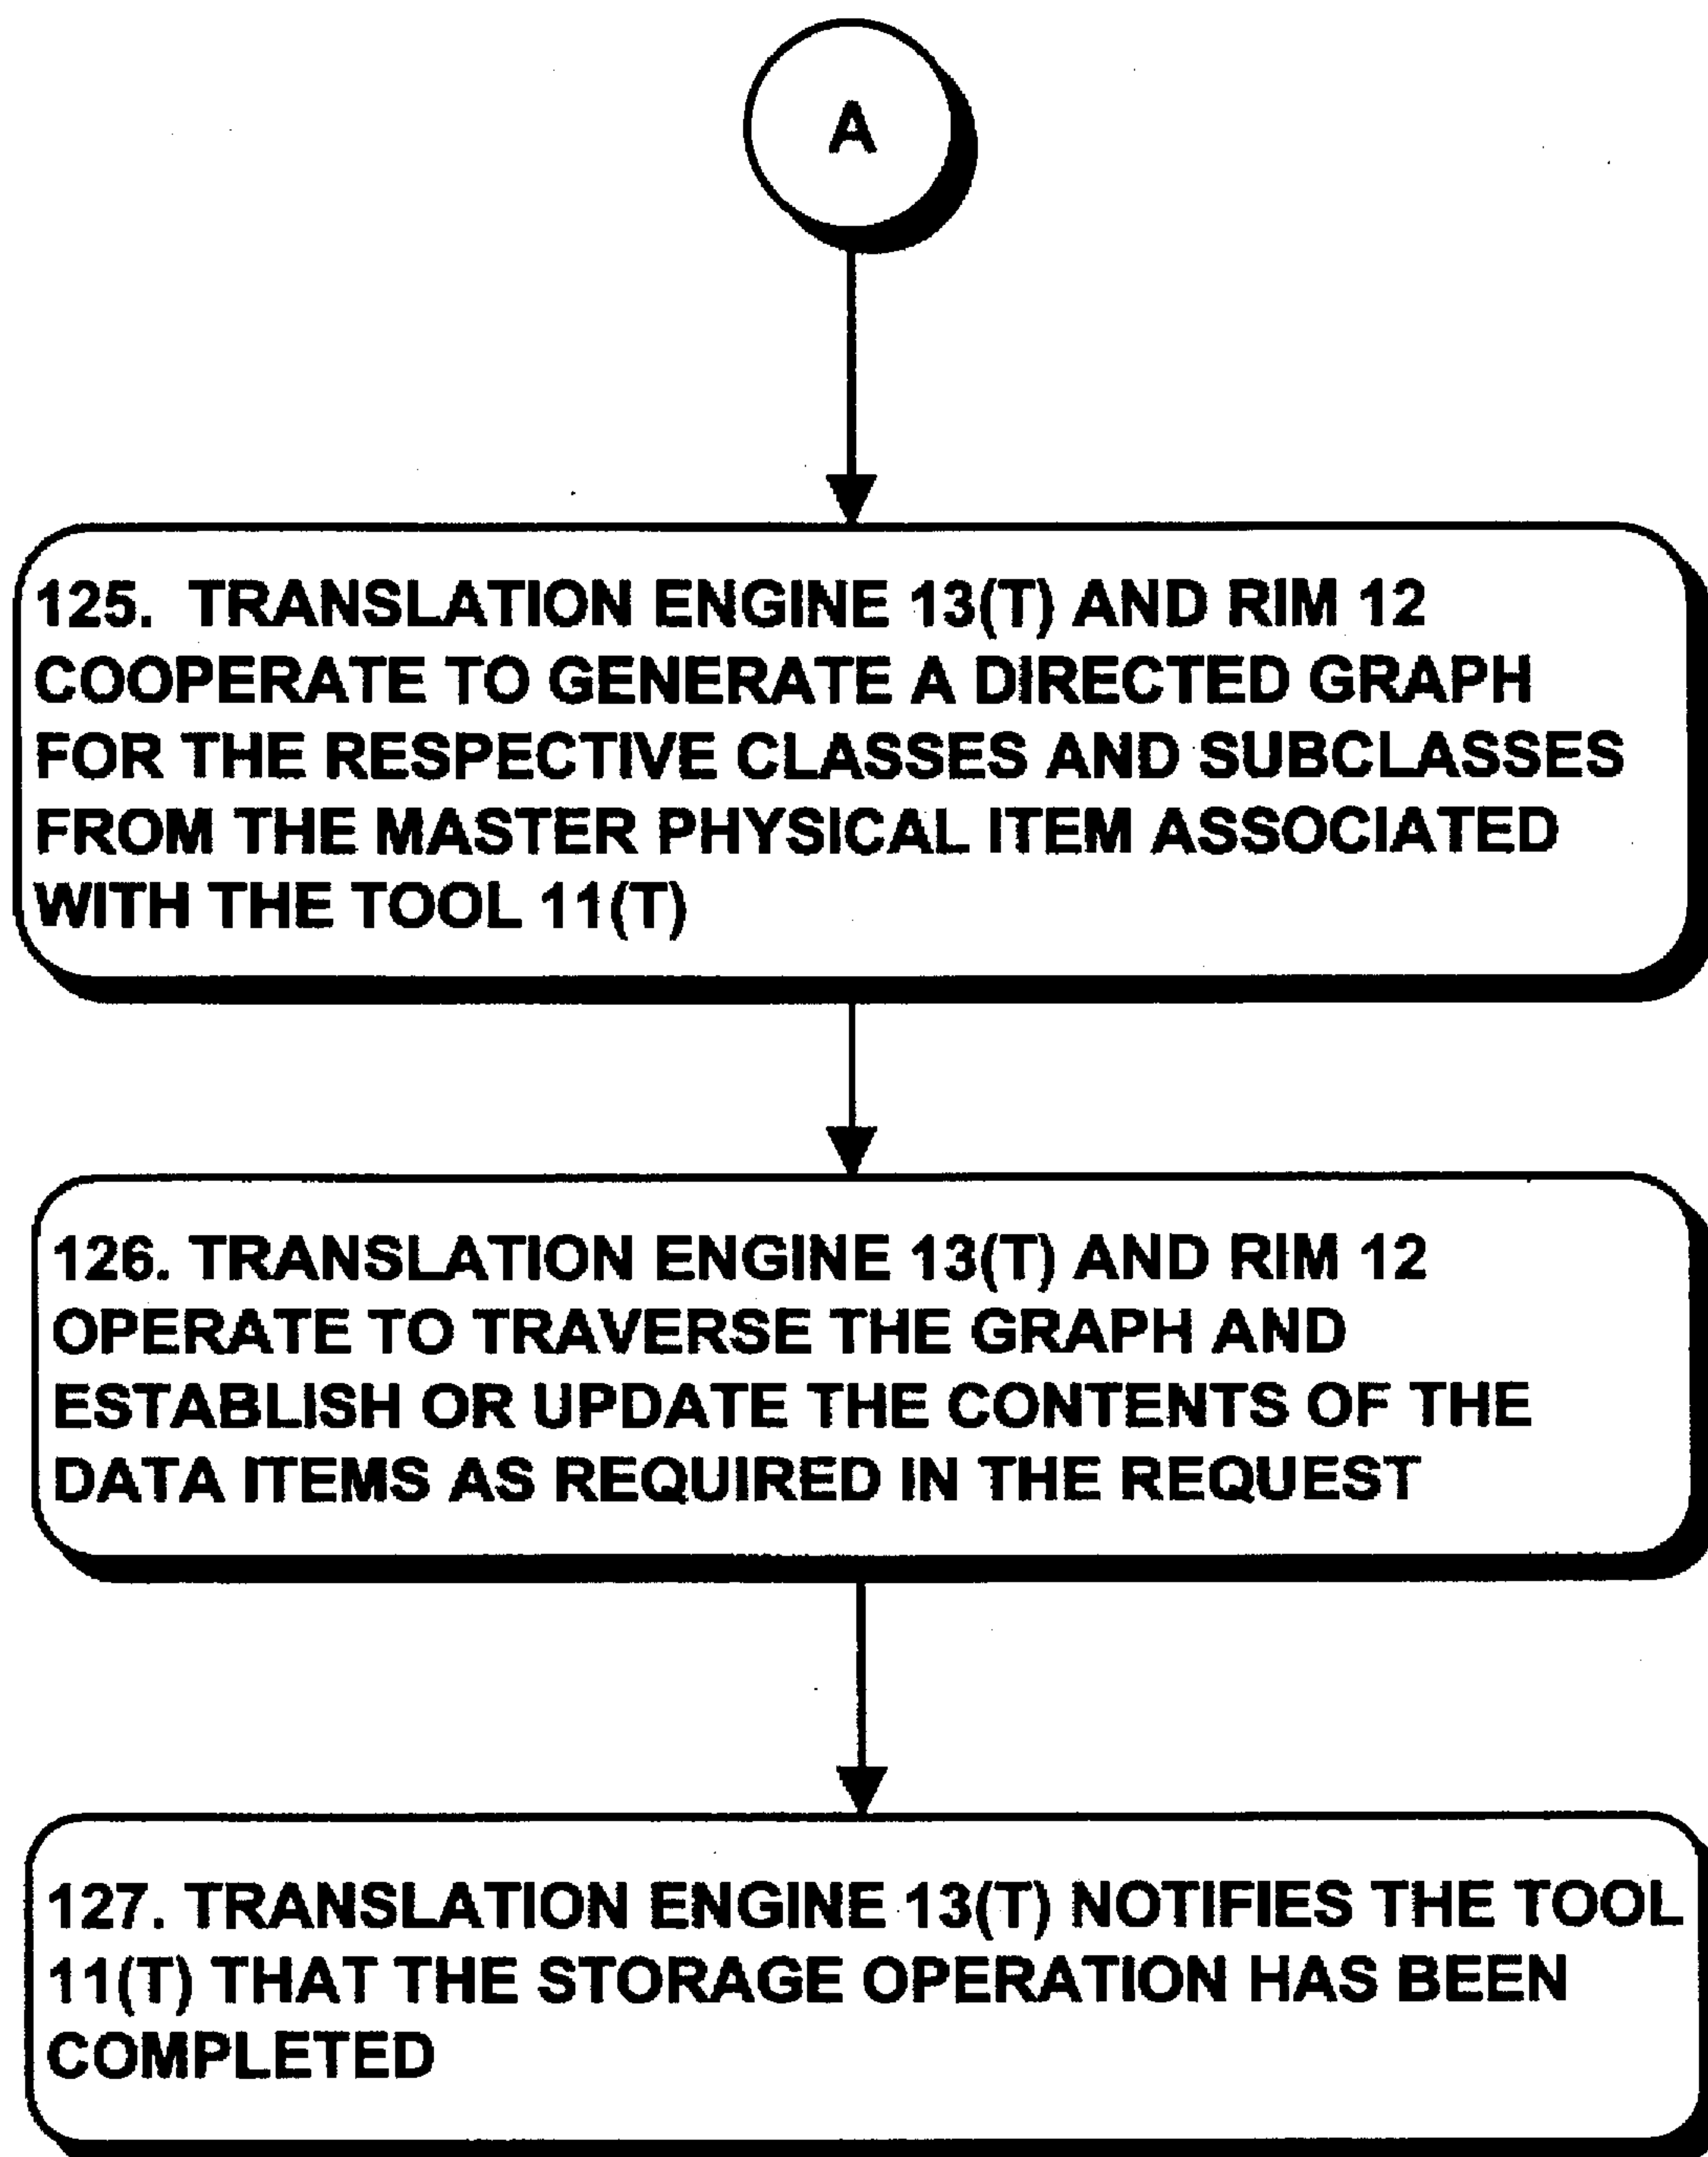 A
125. TRANSLATION ENGINE 13(T) AND RIM 12
COOPERATE TO GENERATE A DIRECTED GRAPH
FOR THE RESPECTIVE CLASSES AND SUBCLASSES
FROM THE MASTER PHYSICAL ITEM ASSOCIATED
WITH THE TOOL 11(T)
126. TRANSLATION ENGINE 13(T) AND RIM 12
OPERATE TO TRAVERSE THE GRAPH AND
ESTABLISH OR UPDATE THE CONTENTS OF THE
DATA ITEMS AS REQUIRED IN THE REQUEST
127. TRANSLATION ENGINE 13(T) NOTIFIES THE TOOL
11(T) THAT THE STORAGE OPERATION HAS BEEN
COMPLETED